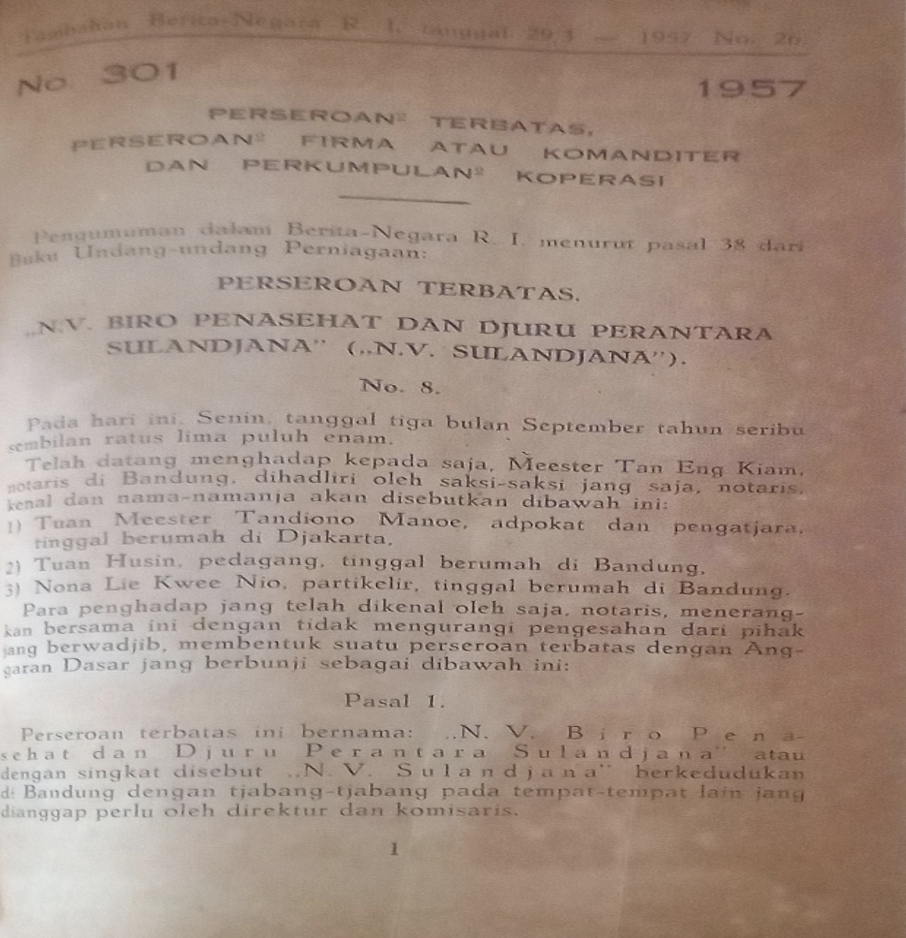 Tambahan Berita-Negara R. I. tanggal 29/3 — 1957 No. 26.
No. 301
1957
PERSEROAN² TERBATAS,
PERSEROAN² FIRMA ATAU KOMANDITER
DAN PERKUMPULAN² KOPERASI
Pengumuman dalam Berita-Negara R. I. menurut pasal 38 dari
Buku Undang-undang Perniagaan:
PERSEROAN TERBATAS.
„N.V. BIRO PENASEHAT DAN DJURU PERANTARA
SULANDJANA” („N.V. SULANDJANA”).
No. 8.
Pada hari ini, Senin, tanggal tiga bulan September tahun seribu
sembilan ratus lima puluh enam.
Telah datang menghadap kepada saja, Meester Tan Eng Kiam,
notaris di Bandung, dihadliri oleh saksi-saksi jang saja, notaris,
kenal dan nama-namanja akan disebutkan dibawah ini:
1) Tuan Meester Tandiono Manoe, adpokat dan pengatjara,
tinggal berumah di Djakarta,
2) Tuan Husin, pedagang, tinggal berumah di Bandung,
3) Nona Lie Kwee Nio, partikelir, tinggal berumah di Bandung.
Para penghadap jang telah dikenal oleh saja, notaris, menerang-
kan bersama ini dengan tidak mengurangi pengesahan dari pihak
jang berwadjib, membentuk suatu perseroan terbatas dengan Ang-
garan Dasar jang berbunji sebagai dibawah ini:
Pasal 1.
Perseroan terbatas ini bernama: „N. V. Biro Pena-
sehat dan Djuru Perantara Sulandjana” atau
dengan singkat disebut „N. V. Sulandjana” berkedudukan
di Bandung dengan tjabang-tjabang pada tempat-tempat lain jang
dianggap perlu oleh direktur dan komisaris.
1